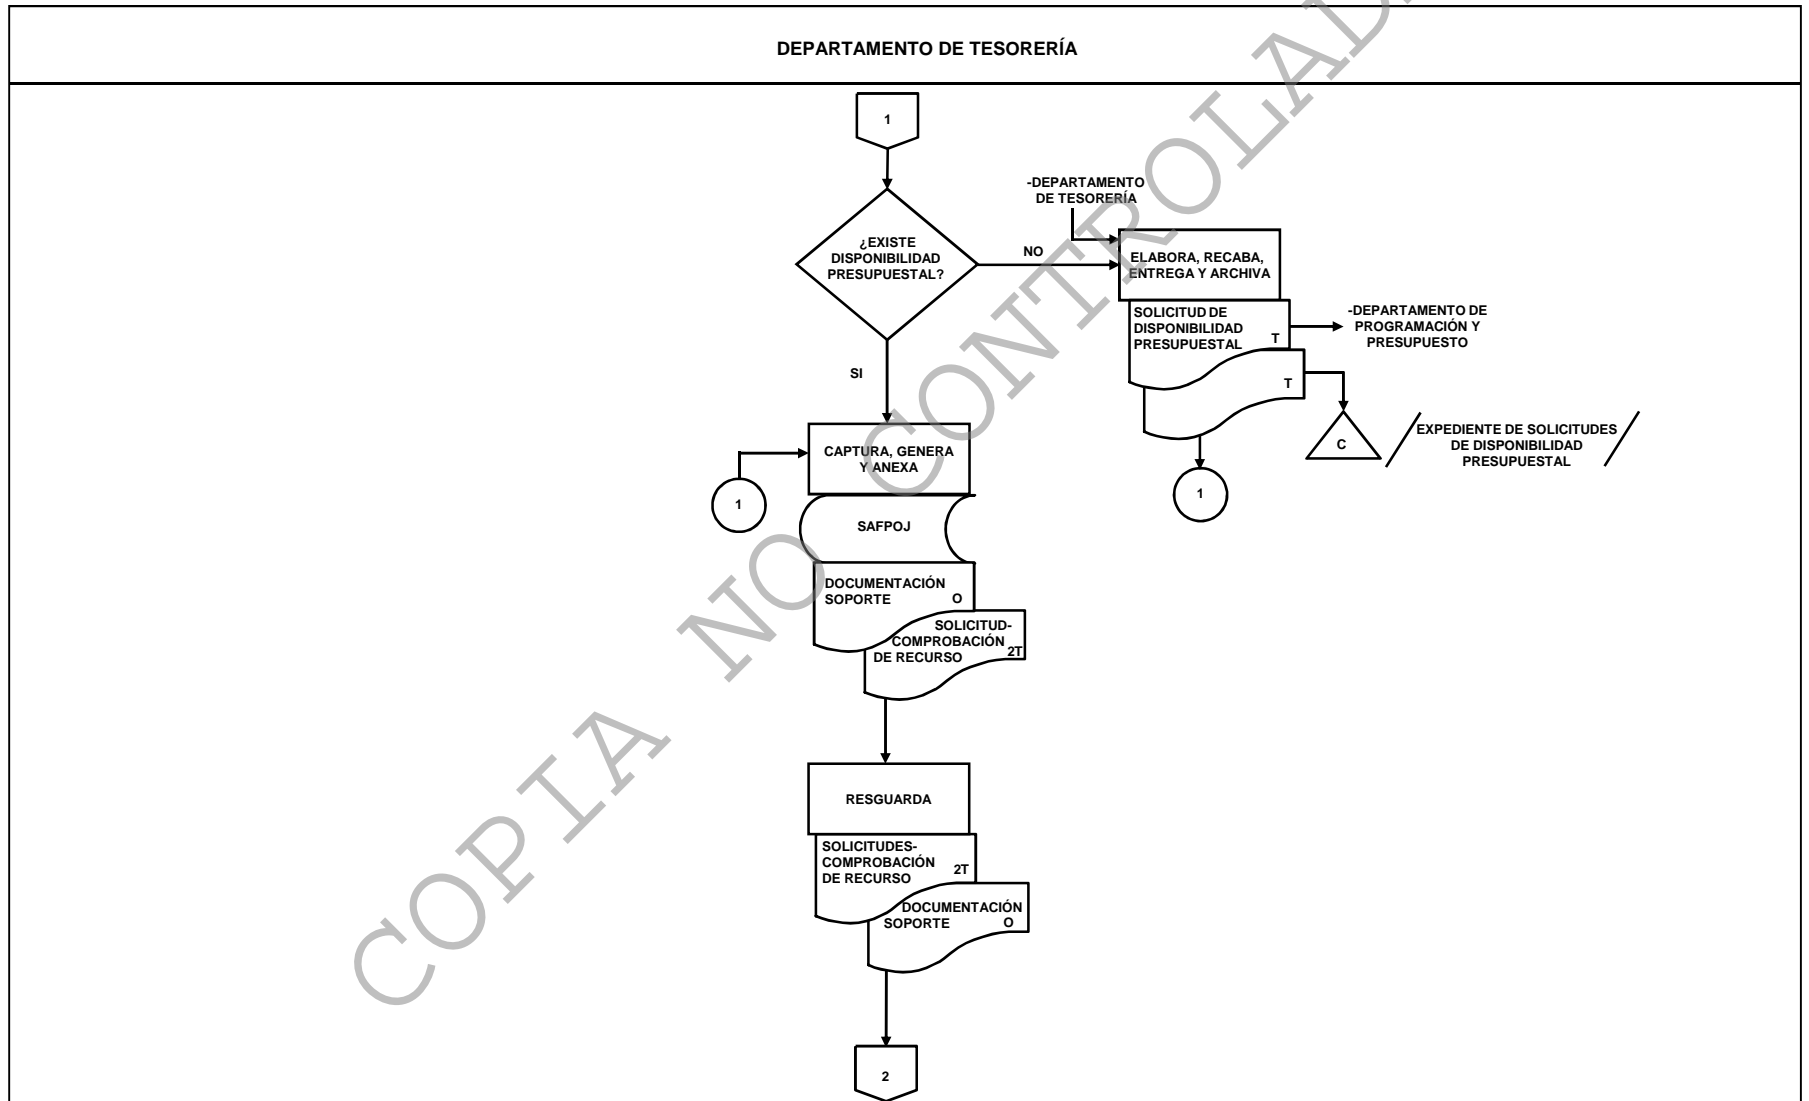 DEPARTAMENTO DE TESORERÍA
1
¿EXISTE
DISPONIBILIDAD
PRESUPUESTAL?
NO
-DEPARTAMENTO
DE TESORERÍA
ELABORA, RECABA,
ENTREGA Y ARCHIVA
SOLICITUD DE
DISPONIBILIDAD
PRESUPUESTAL T
-DEPARTAMENTO DE
PROGRAMACIÓN Y
PRESUPUESTO
T
C
EXPEDIENTE DE SOLICITUDES
DE DISPONIBILIDAD
PRESUPUESTAL
1
SI
CAPTURA, GENERA
Y ANEXA
1
SAFPOJ
DOCUMENTACIÓN
SOPORTE O
SOLICITUD-
COMPROBACIÓN
DE RECURSO 2T
RESGUARDA
SOLICITUDES-
COMPROBACIÓN
DE RECURSO 2T
DOCUMENTACIÓN
SOPORTE O
2
COPIA NO CONTROLAD